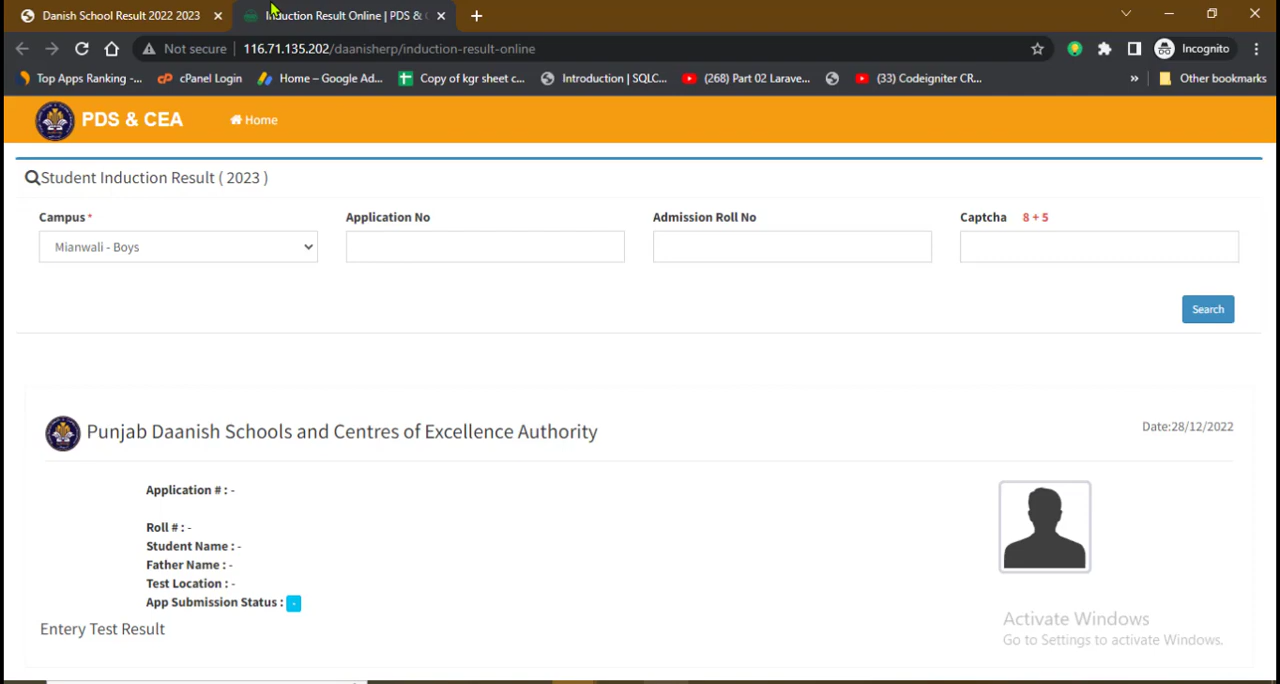 Danish School Result 2022 2023
Induction Result Online | PDS & C
Not secure 116.71.135.202/daanisherp/induction-result-online
Incognito
Top Apps Ranking -... cPanel Login Home – Google Ad... Copy of kgr sheet c... Introduction | SQLC... (268) Part 02 Larave... (33) Codeigniter CR... » Other bookmarks
PDS & CEA Home
Student Induction Result ( 2023 )
Campus * Application No Admission Roll No Captcha 8 + 5
Mianwali - Boys
Search
Punjab Daanish Schools and Centres of Excellence Authority
Date:28/12/2022
Application # : -
Roll # : -
Student Name : -
Father Name : -
Test Location : -
App Submission Status : -
Entery Test Result
Activate Windows
Go to Settings to activate Windows.